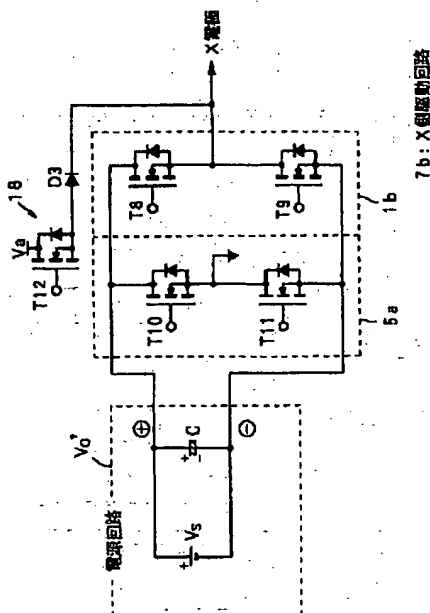 電源回路
Vo'
Vs
+
C
+
-
⊕
⊖
T10
T11
5a
T8
T9
1b
T12
Va
18
D3
X電極
7b: X側駆動回路